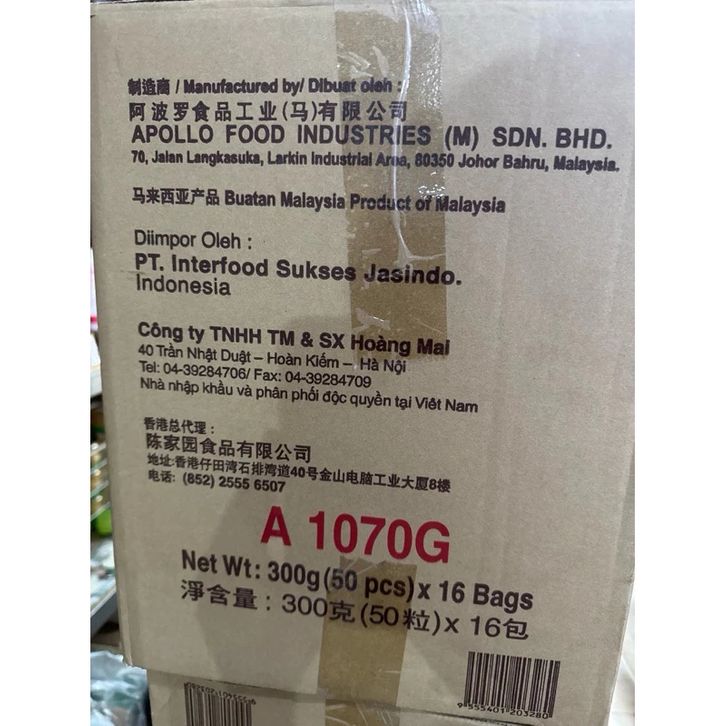 制造商 / Manufactured by/ Dibuat oleh :
阿波罗食品工业(马)有限公司
APOLLO FOOD INDUSTRIES (M) SDN. BHD.
70, Jalan Langkasuka, Larkin Industrial Area, 80350 Johor Bahru, Malaysia.
马来西亚产品 Buatan Malaysia Product of Malaysia
Diimpor Oleh :
PT. Interfood Sukses Jasindo.
Indonesia
Công ty TNHH TM & SX Hoàng Mai
40 Trần Nhật Duật – Hoàn Kiếm – Hà Nội
Tel: 04-39284706/ Fax: 04-39284709
Nhà nhập khẩu và phân phối độc quyền tại Việt Nam
香港总代理 :
陈家园食品有限公司
地址:香港仔田湾石排湾道40号金山电脑工业大厦8楼
电话: (852) 2555 6507
A 1070G
Net Wt: 300g(50 pcs) x 16 Bags
淨含量 : 300克(50粒) x 16包
9 555401 203280